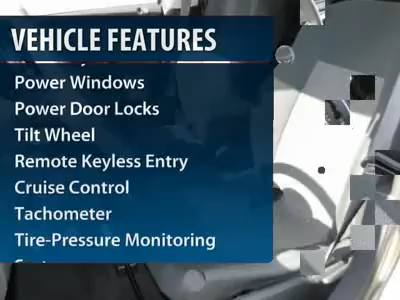 VEHICLE FEATURES
Power Windows
Power Door Locks
Tilt Wheel
Remote Keyless Entry
Cruise Control
Tachometer
Tire-Pressure Monitoring